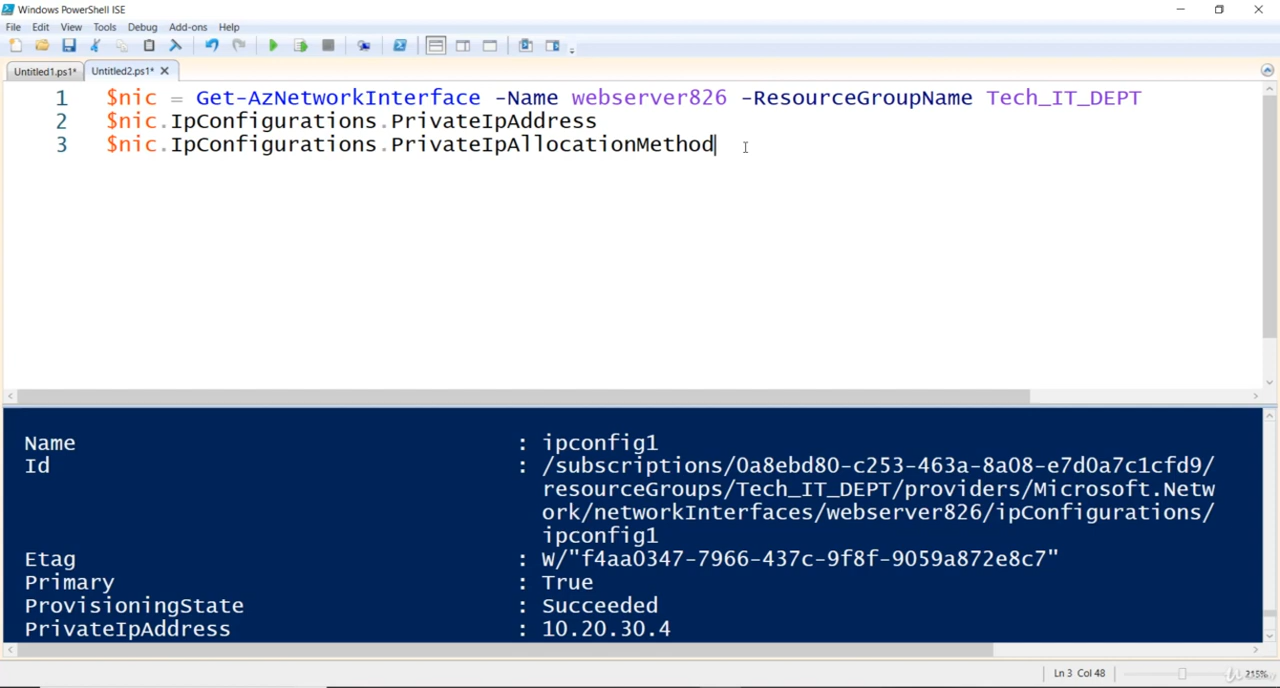 Windows PowerShell ISE
File Edit View Tools Debug Add-ons Help
Untitled1.ps1* Untitled2.ps1* X
1 $nic = Get-AzNetworkInterface -Name webserver826 -ResourceGroupName Tech_IT_DEPT
2 $nic.IpConfigurations.PrivateIpAddress
3 $nic.IpConfigurations.PrivateIpAllocationMethod
Name : ipconfig1
Id : /subscriptions/0a8ebd80-c253-463a-8a08-e7d0a7c1cfd9/
resourceGroups/Tech_IT_DEPT/providers/Microsoft.Netw
ork/networkInterfaces/webserver826/ipConfigurations/
ipconfig1
Etag : W/"f4aa0347-7966-437c-9f8f-9059a872e8c7"
Primary : True
ProvisioningState : Succeeded
PrivateIpAddress : 10.20.30.4
Ln 3 Col 48 215%